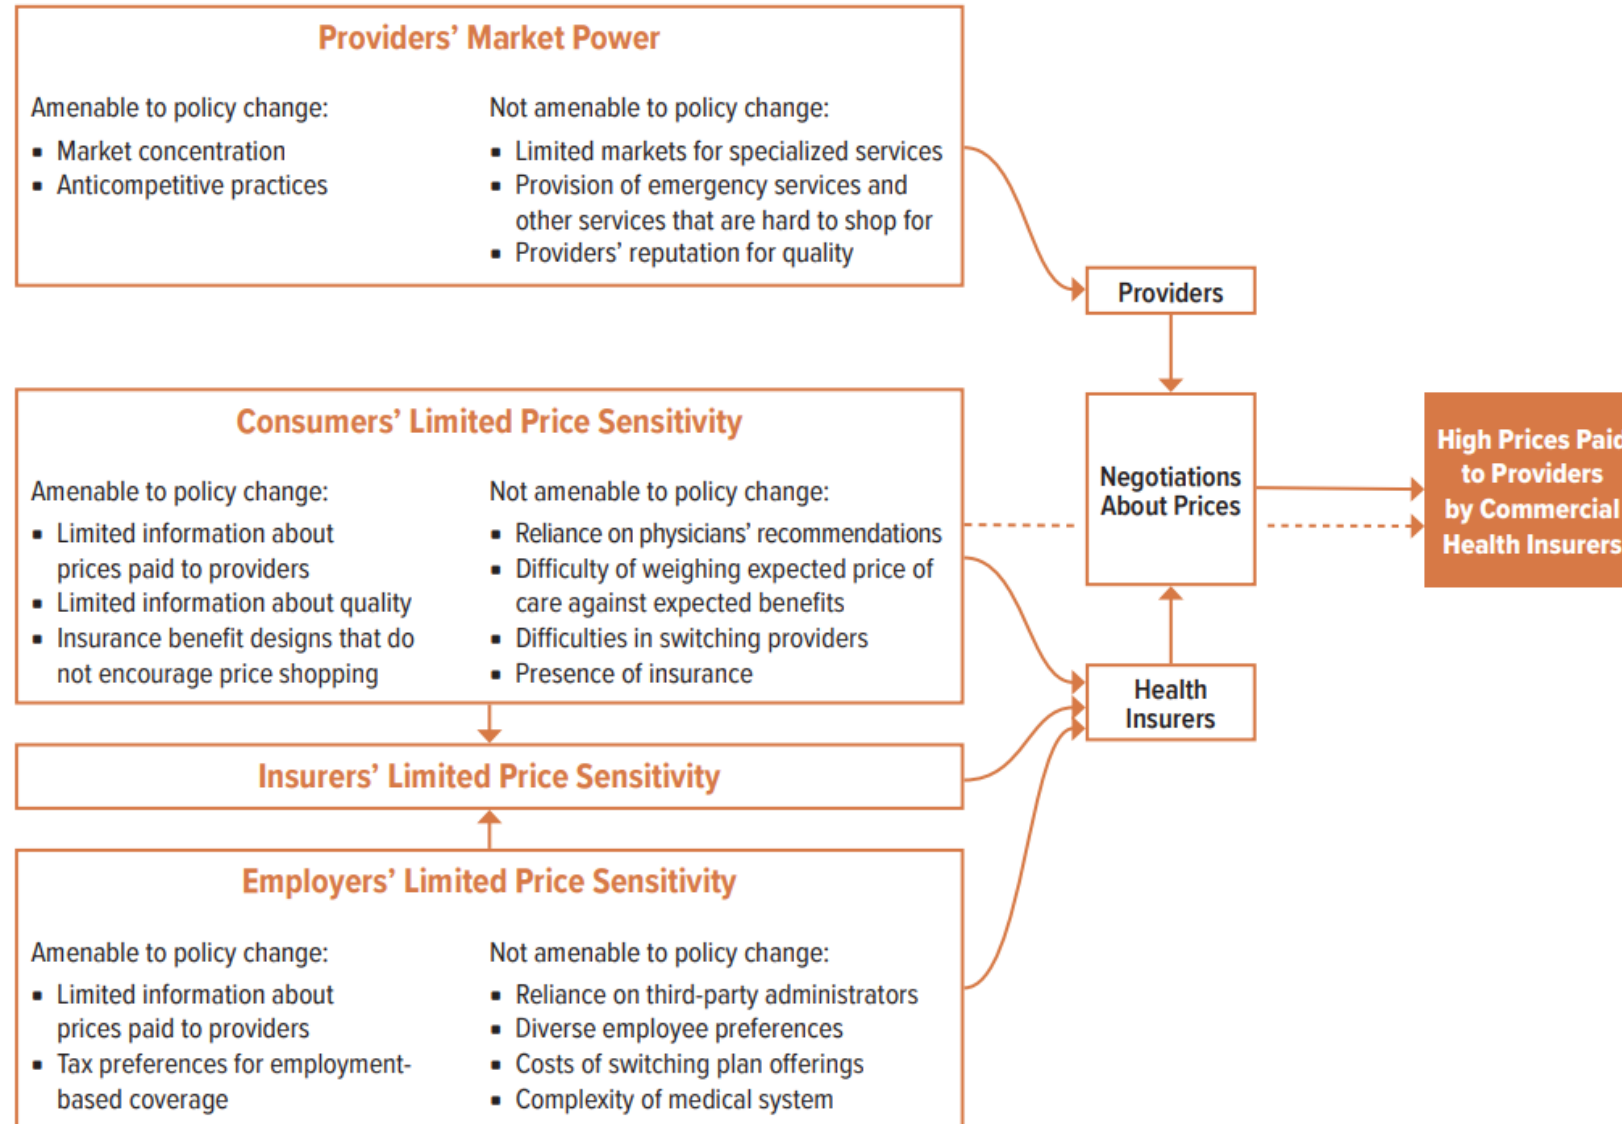 Providers’ Market Power
Amenable to policy change:
▪ Market concentration
▪ Anticompetitive practices
Not amenable to policy change:
▪ Limited markets for specialized services
▪ Provision of emergency services and
other services that are hard to shop for
▪ Providers’ reputation for quality
Providers
Consumers’ Limited Price Sensitivity
Amenable to policy change:
▪ Limited information about
prices paid to providers
▪ Limited information about quality
▪ Insurance benefit designs that do
not encourage price shopping
Not amenable to policy change:
▪ Reliance on physicians’ recommendations
▪ Difficulty of weighing expected price of
care against expected benefits
▪ Difficulties in switching providers
▪ Presence of insurance
Negotiations
About Prices
High Prices Paid
to Providers
by Commercial
Health Insurers
Health
Insurers
Insurers’ Limited Price Sensitivity
Employers’ Limited Price Sensitivity
Amenable to policy change:
▪ Limited information about
prices paid to providers
▪ Tax preferences for employment-
based coverage
Not amenable to policy change:
▪ Reliance on third-party administrators
▪ Diverse employee preferences
▪ Costs of switching plan offerings
▪ Complexity of medical system